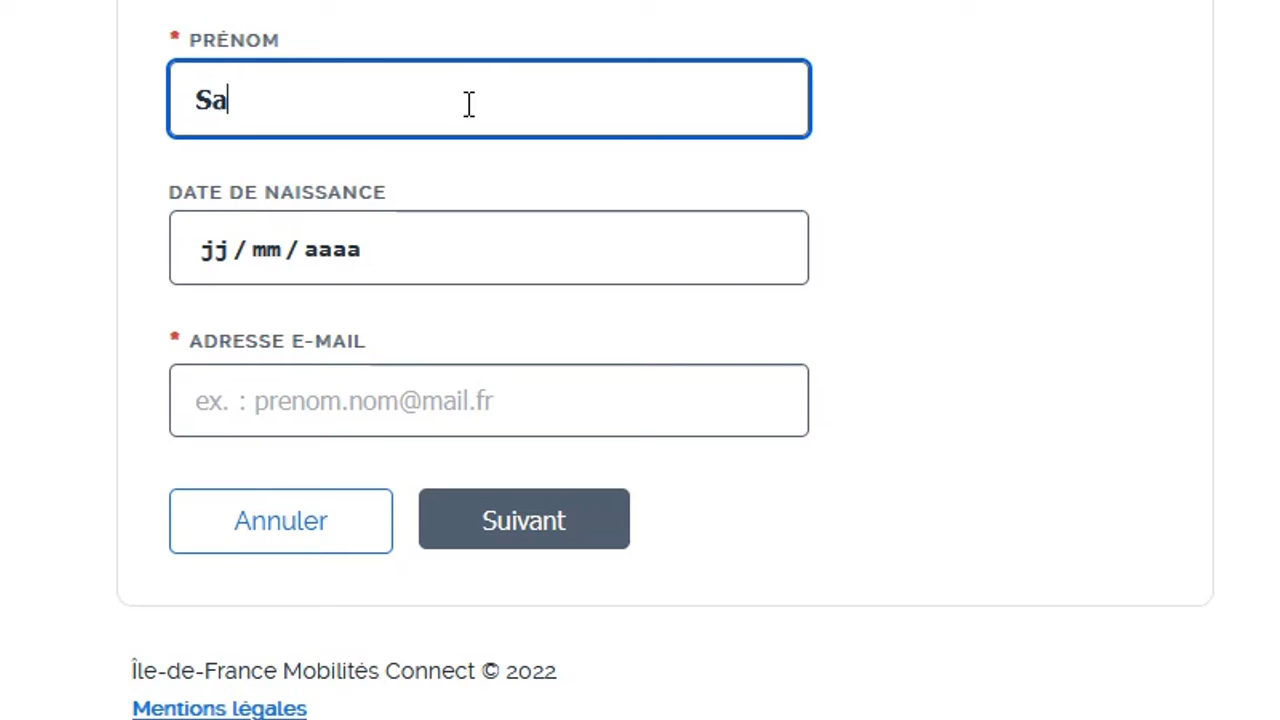 * PRÉNOM
Sa
DATE DE NAISSANCE
jj / mm / aaaa
* ADRESSE E-MAIL
ex. : prenom.nom@mail.fr
Annuler Suivant
Île-de-France Mobilités Connect © 2022
Mentions légales